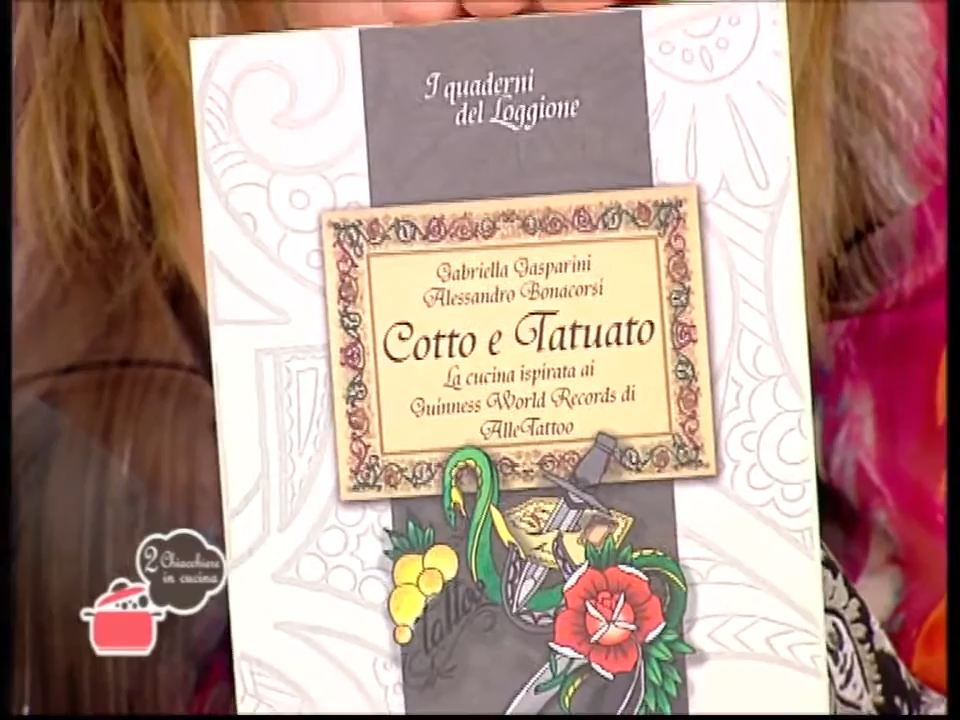 I quaderni
del Loggione
Gabriella Gasparini
Alessandro Bonacorsi
Cotto e Tatuato
La cucina ispirata ai
Guinness World Records di
AlleTattoo
2 Chiacchiere
in cucina